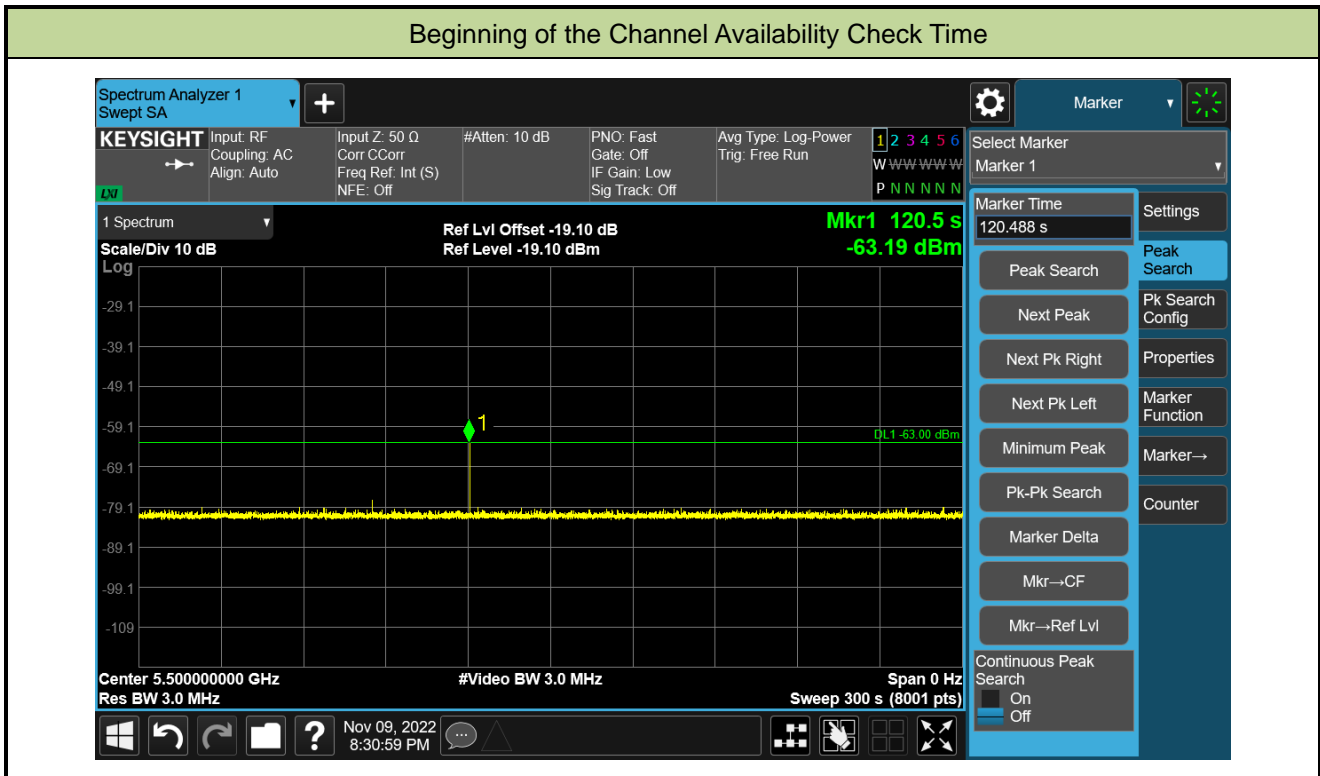 Beginning of the Channel Availability Check Time
Spectrum Analyzer 1
Swept SA
Marker
KEYSIGHT
LXI
Input: RF
Coupling: AC
Align: Auto
Input Z: 50 Ω
Corr CCorr
Freq Ref: Int (S)
NFE: Off
#Atten: 10 dB
PNO: Fast
Gate: Off
IF Gain: Low
Sig Track: Off
Avg Type: Log-Power
Trig: Free Run
1 2 3 4 5 6
W W W W W W
P N N N N N
Select Marker
Marker 1
1 Spectrum
Scale/Div 10 dB
Log
Ref Lvl Offset -19.10 dB
Ref Level -19.10 dBm
Mkr1 120.5 s
-63.19 dBm
-29.1
-39.1
-49.1
-59.1
-69.1
-79.1
-89.1
-99.1
-109
1
DL1 -63.00 dBm
Center 5.500000000 GHz
Res BW 3.0 MHz
#Video BW 3.0 MHz
Span 0 Hz
Sweep 300 s (8001 pts)
Marker Time
120.488 s
Peak Search
Next Peak
Next Pk Right
Next Pk Left
Minimum Peak
Pk-Pk Search
Marker Delta
Mkr→CF
Mkr→Ref Lvl
Continuous Peak
Search
On
Off
Settings
Peak
Search
Pk Search
Config
Properties
Marker
Function
Marker→
Counter
?
Nov 09, 2022
8:30:59 PM